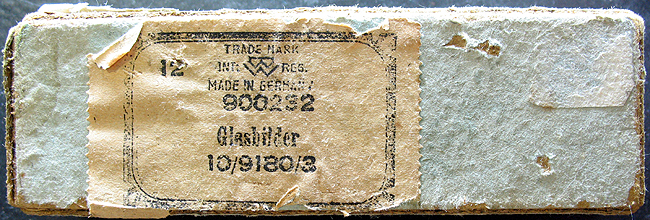 TRADE MARK
12 INT. W REG.
MADE IN GERMANY
900232
Glasbilder
10/9180/3